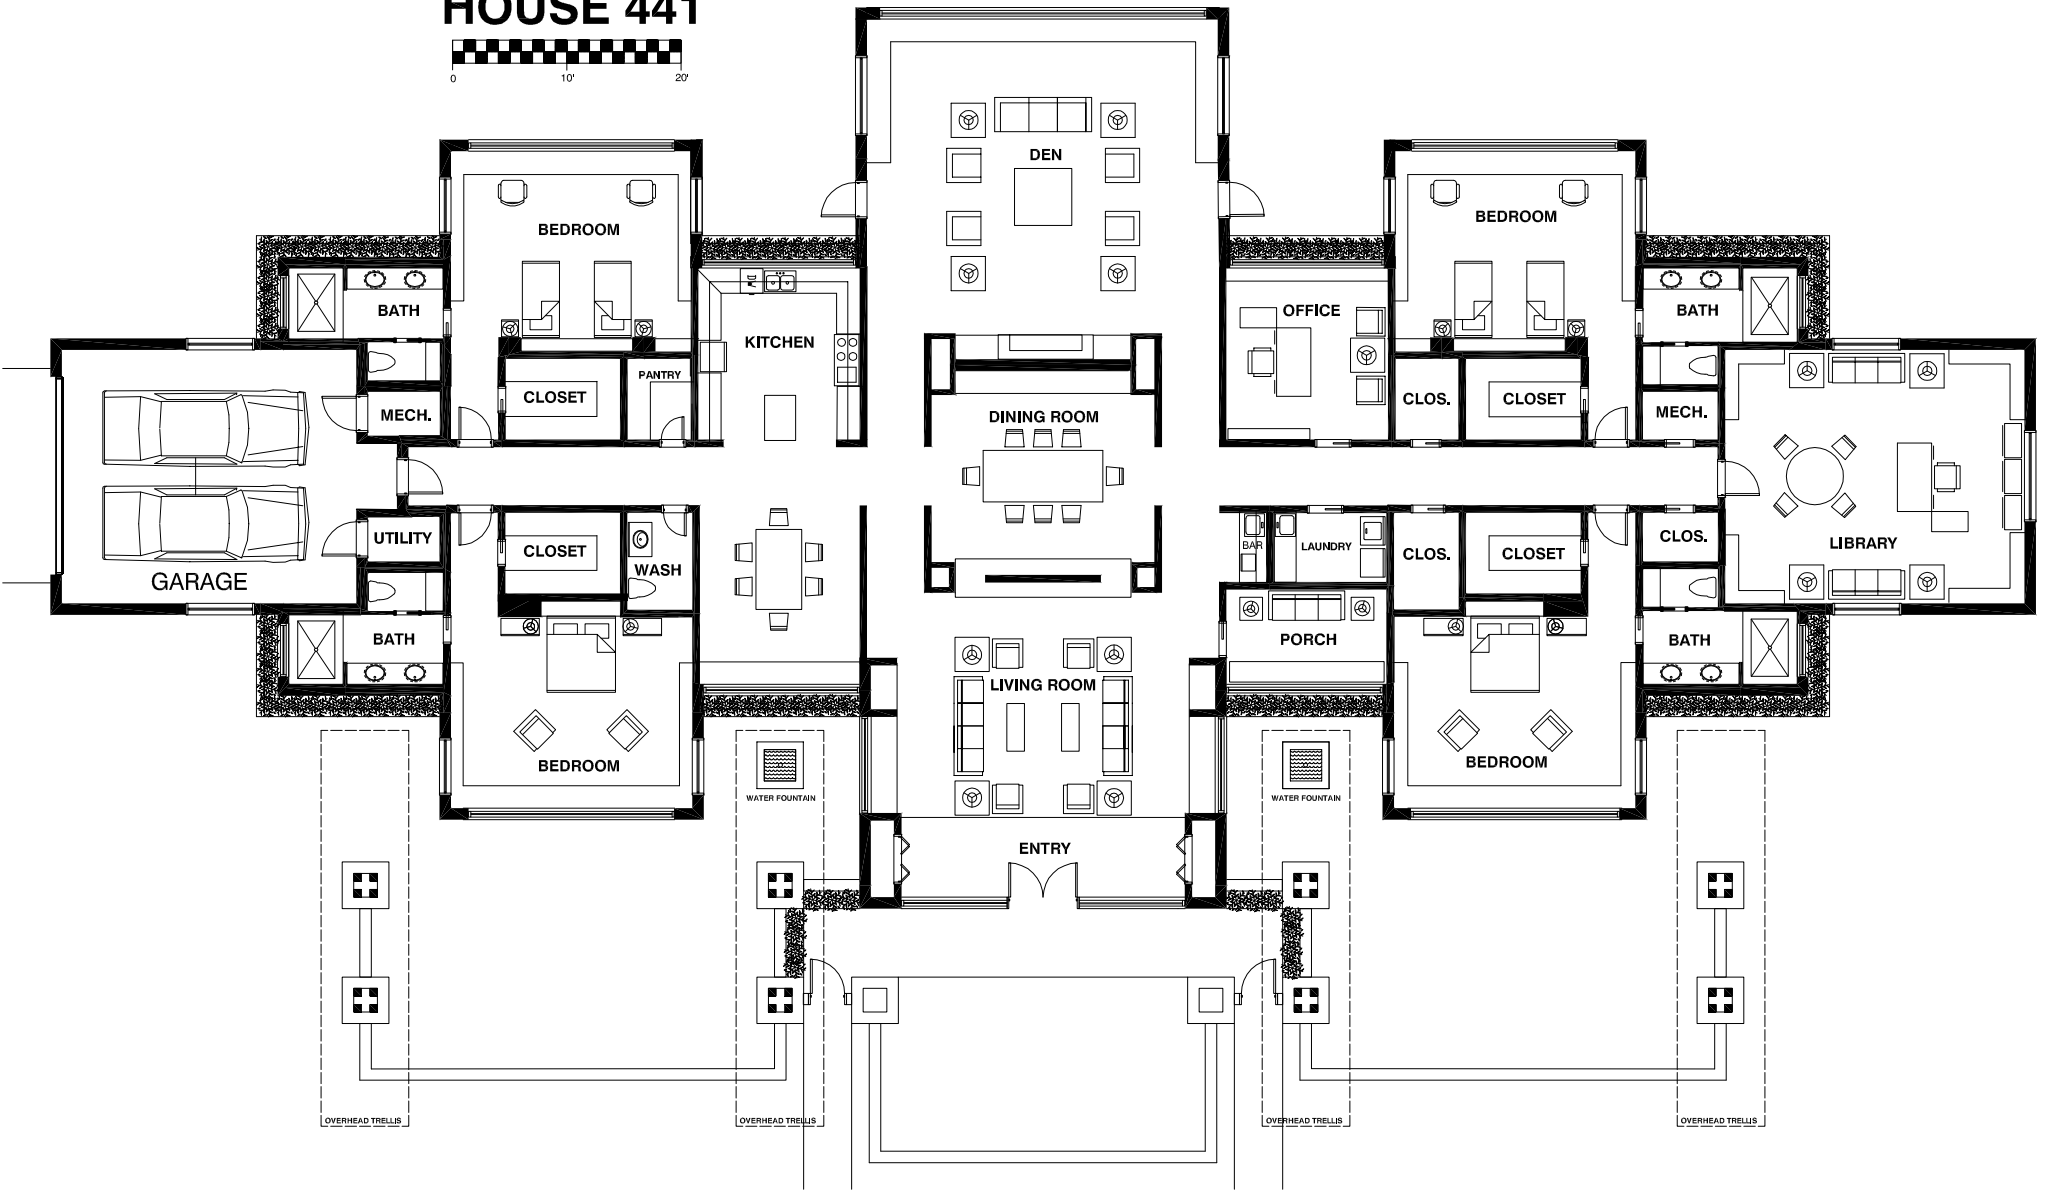 HOUSE 441
0 10' 20'
DEN
BEDROOM
BEDROOM
BATH
KITCHEN
OFFICE
BATH
PANTRY
CLOSET
CLOS.
CLOSET
MECH.
DINING ROOM
MECH.
UTILITY
CLOSET
WASH
BAR
LAUNDRY
CLOS.
CLOSET
CLOS.
LIBRARY
GARAGE
BATH
PORCH
BATH
LIVING ROOM
BEDROOM
BEDROOM
WATER FOUNTAIN
WATER FOUNTAIN
ENTRY
OVERHEAD TRELLIS
OVERHEAD TRELLIS
OVERHEAD TRELLIS
OVERHEAD TRELLIS